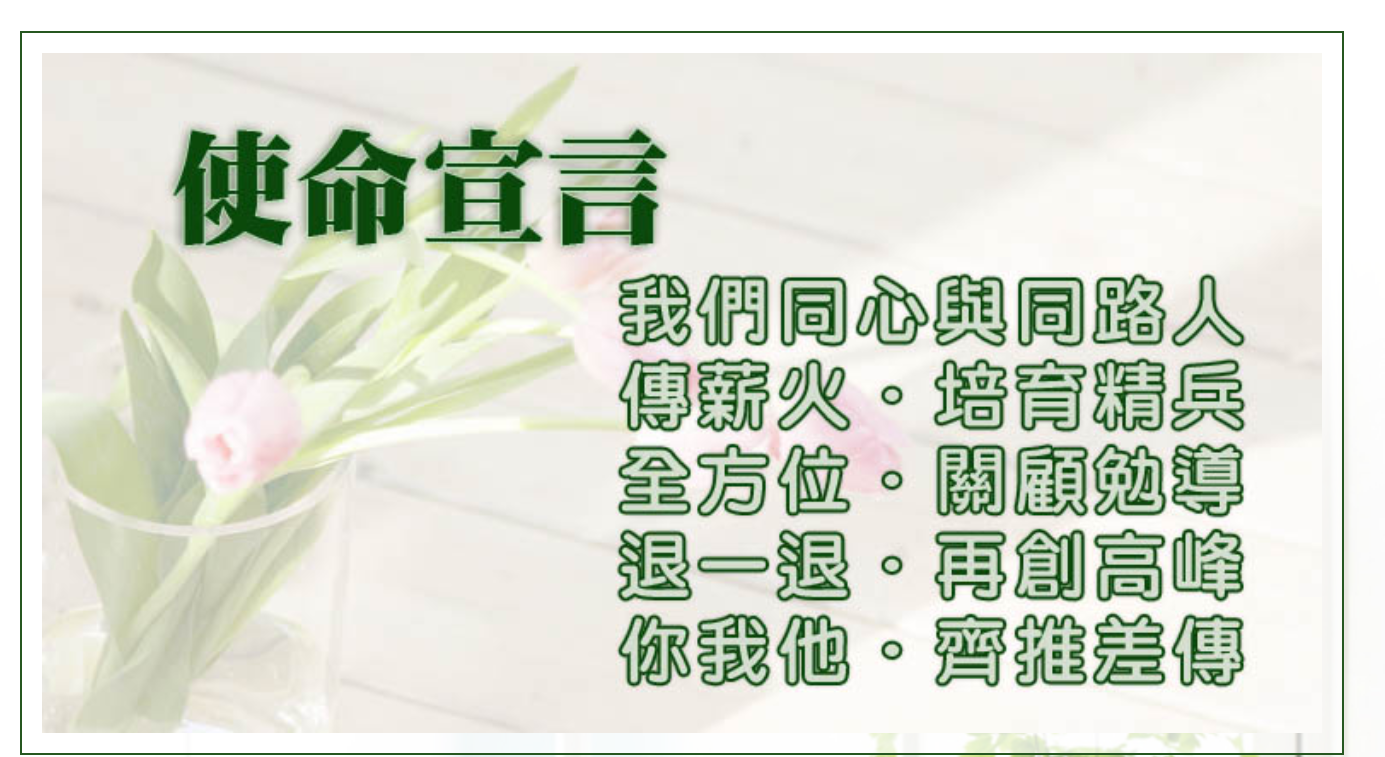 使命宣言
我們同心與同路人
傳薪火・培育精兵
全方位・關顧勉導
退一退・再創高峰
你我他・齊推差傳